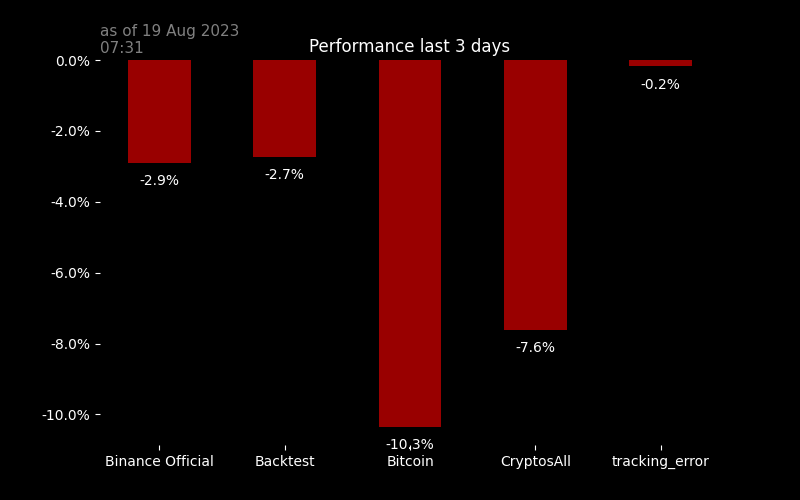 as of 19 Aug 2023
07:31
Performance last 3 days
0.0%
-2.0%
-4.0%
-6.0%
-8.0%
-10.0%
-2.9%
-2.7%
-10.3%
-7.6%
-0.2%
Binance Official
Backtest
Bitcoin
CryptosAll
tracking_error